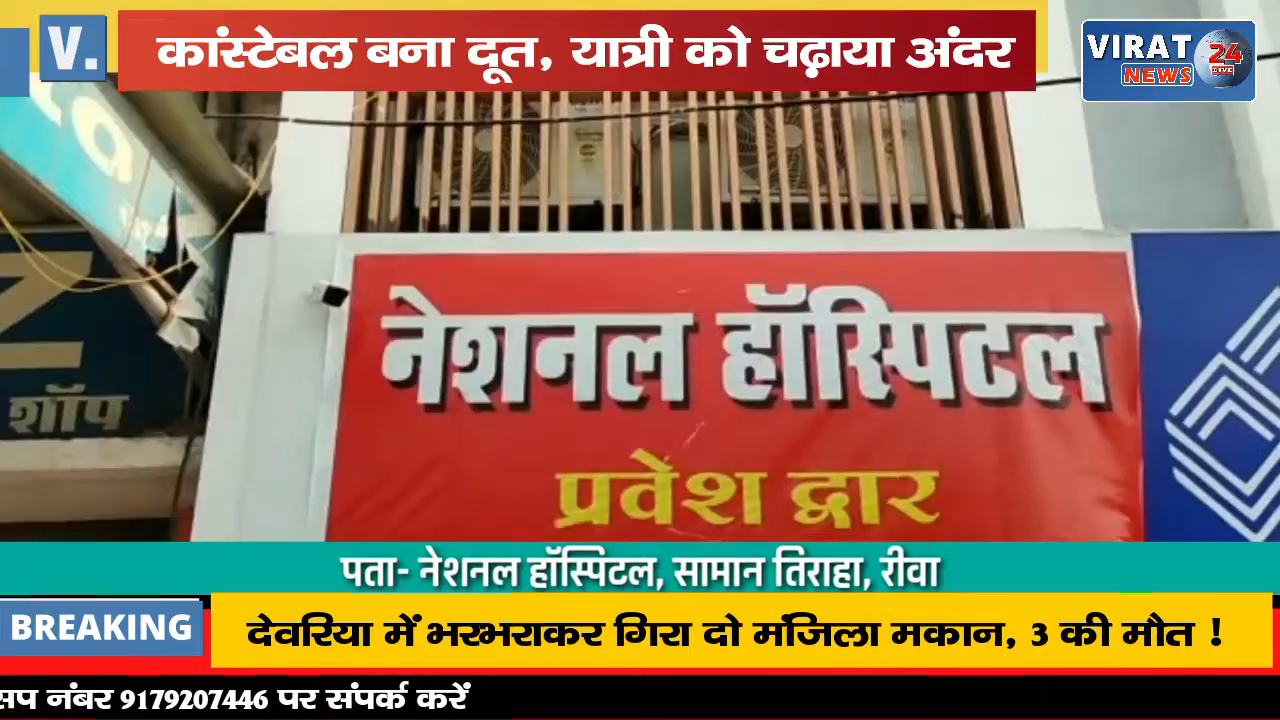 V.
कांस्टेबल बना दूत, यात्री को चढ़ाया अंदर
VIRAT
NEWS
24
LIVE
Z
शॉप
नेशनल हॉस्पिटल
प्रवेश द्वार
पता- नेशनल हॉस्पिटल, सामान तिराहा, रीवा
BREAKING
देवरिया में भरभराकर गिरा दो मंजिला मकान, 3 की मौत !
सप नंबर 9179207446 पर संपर्क करें